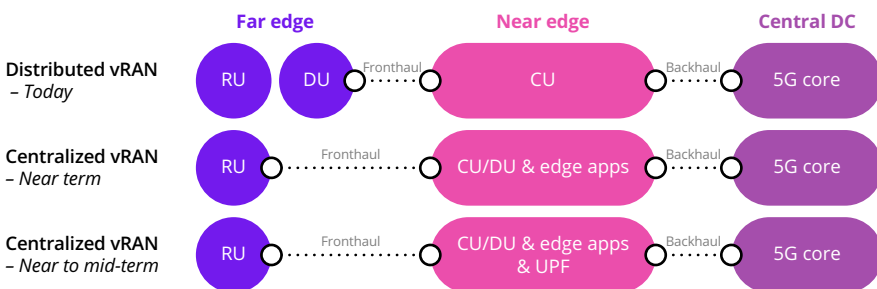 Far edge
Near edge
Central DC
Distributed vRAN
– Today
RU
DU
Fronthaul
CU
Backhaul
5G core
Centralized vRAN
– Near term
RU
Fronthaul
CU/DU & edge apps
Backhaul
5G core
Centralized vRAN
– Near to mid-term
RU
Fronthaul
CU/DU & edge apps
& UPF
Backhaul
5G core